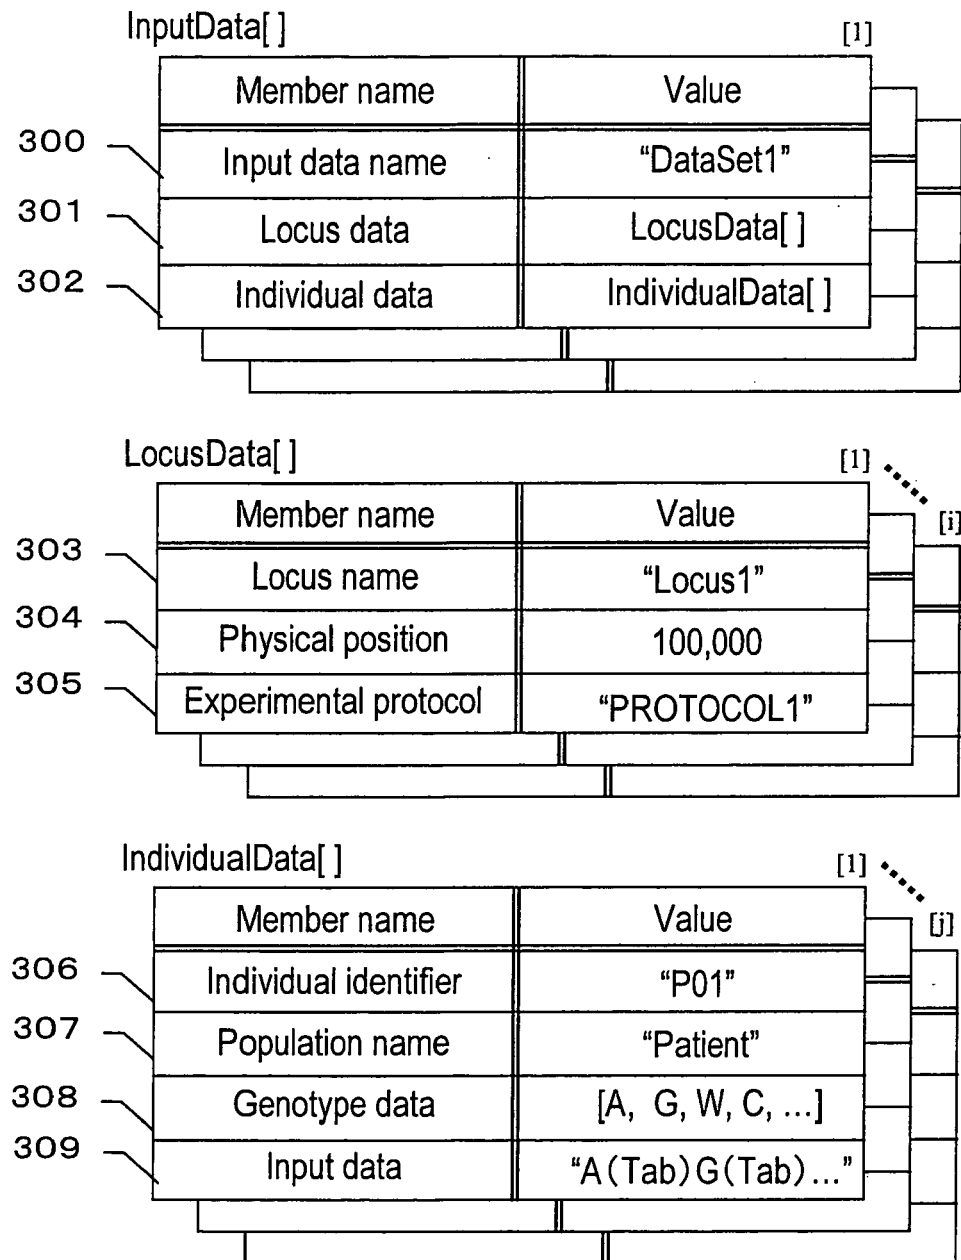 InputData[ ]
[1]
Member name Value
300 Input data name “DataSet1”
301 Locus data LocusData[ ]
302 Individual data IndividualData[ ]
LocusData[ ]
[1]
[i]
Member name Value
303 Locus name “Locus1”
304 Physical position 100,000
305 Experimental protocol “PROTOCOL1”
IndividualData[ ]
[1]
[j]
Member name Value
306 Individual identifier “P01”
307 Population name “Patient”
308 Genotype data [A, G, W, C, ...]
309 Input data “A(Tab)G(Tab)...”